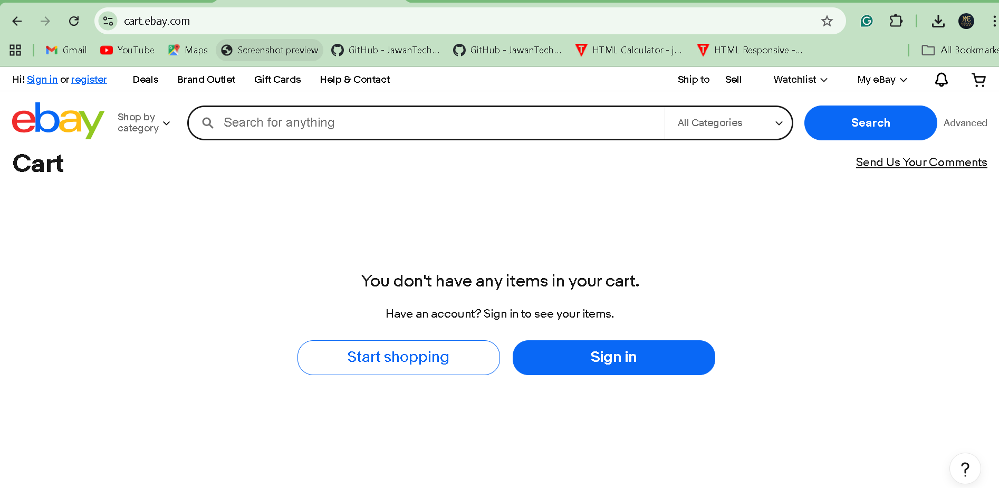 cart.ebay.com
Gmail YouTube Maps Screenshot preview GitHub - JawanTech... GitHub - JawanTech... HTML Calculator - j... HTML Responsive -... All Bookmarks
Hi! Sign in or register Deals Brand Outlet Gift Cards Help & Contact Ship to Sell Watchlist My eBay
ebay Shop by category Search for anything All Categories Search Advanced
Cart Send Us Your Comments
You don't have any items in your cart.
Have an account? Sign in to see your items.
Start shopping Sign in
?